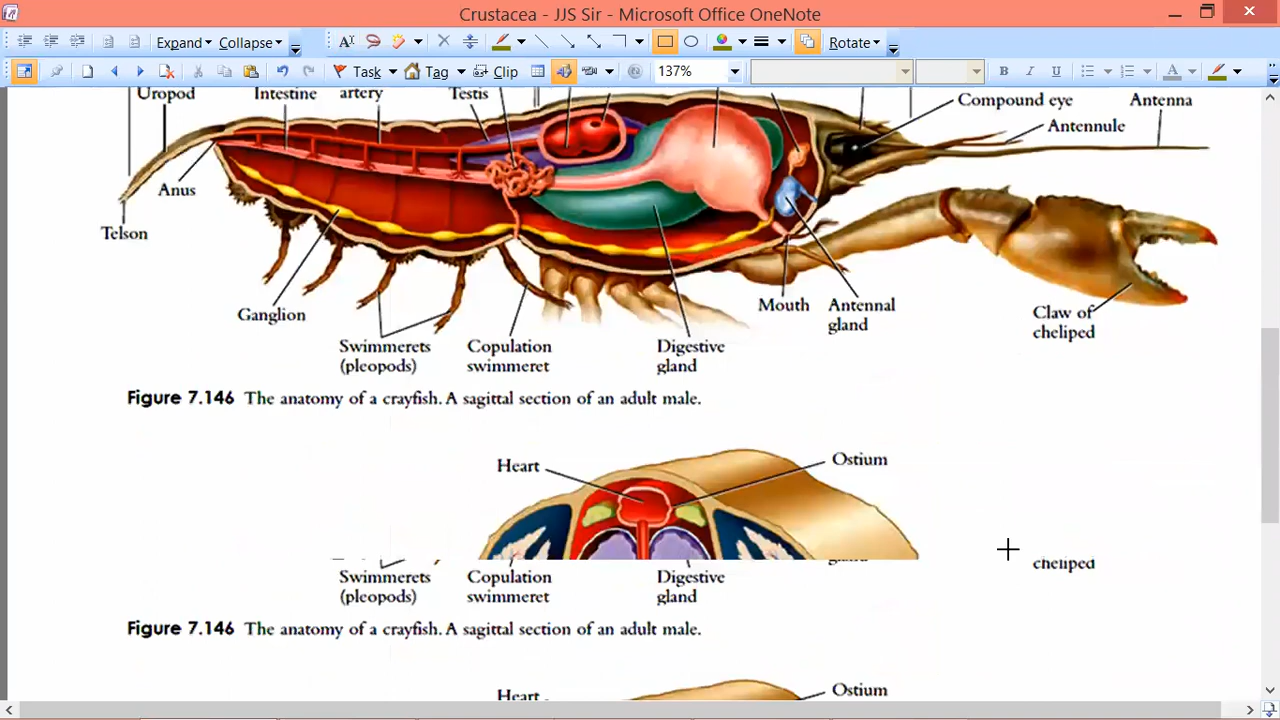 Crustacea - JJS Sir - Microsoft Office OneNote
Expand Collapse Rotate
Task Tag Clip 137% B I U
Uropod Intestine artery Testis Compound eye Antenna
Antennule
Anus
Telson
Ganglion
Mouth Antennal
gland
Claw of
cheliped
Swimmerets
(pleopods)
Copulation
swimmeret
Digestive
gland
Figure 7.146 The anatomy of a crayfish. A sagittal section of an adult male.
Heart Ostium
cheliped
Swimmerets
(pleopods)
Copulation
swimmeret
Digestive
gland
Figure 7.146 The anatomy of a crayfish. A sagittal section of an adult male.
Heart Ostium